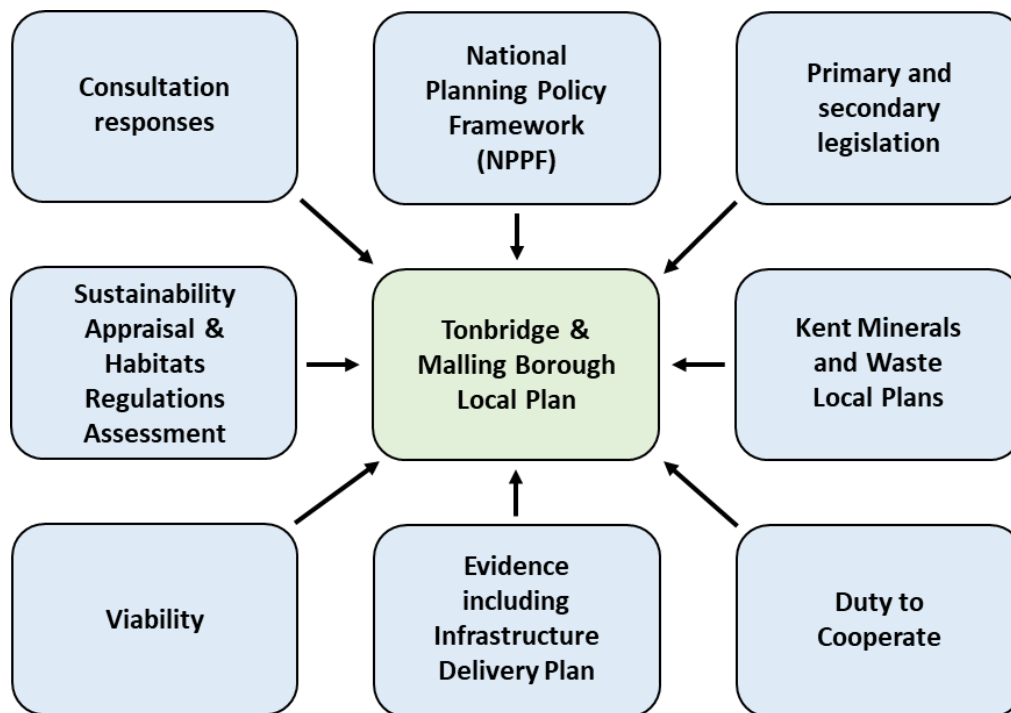 Consultation
responses
National
Planning Policy
Framework
(NPPF)
Primary and
secondary
legislation
Sustainability
Appraisal &
Habitats
Regulations
Assessment
Tonbridge &
Malling Borough
Local Plan
Kent Minerals
and Waste
Local Plans
Viability
Evidence
including
Infrastructure
Delivery Plan
Duty to
Cooperate